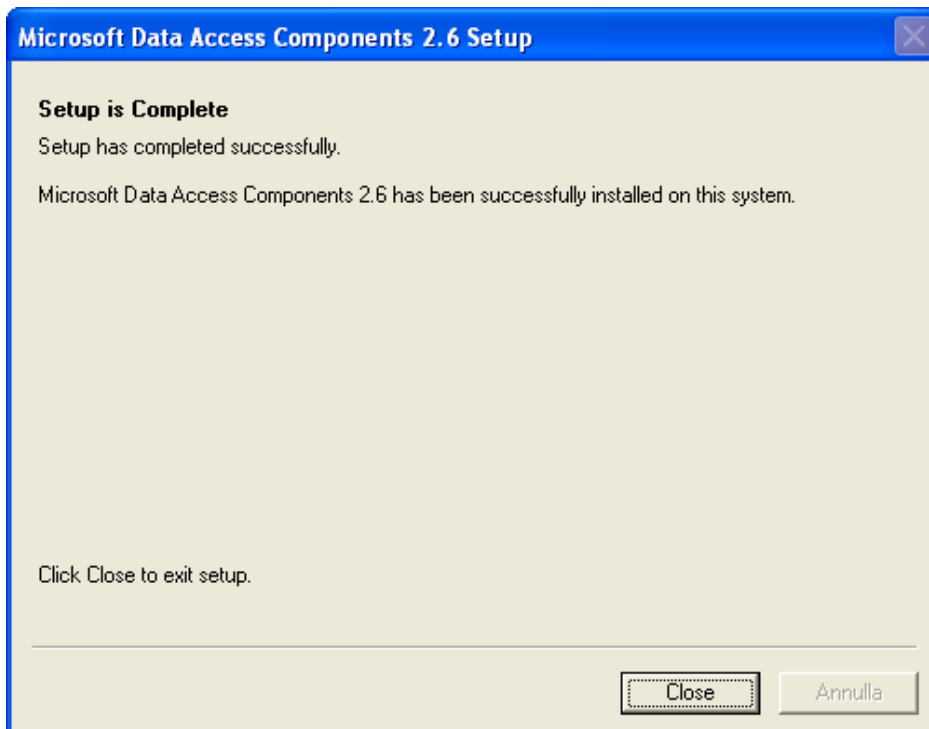 Microsoft Data Access Components 2.6 Setup
Setup is Complete
Setup has completed successfully.
Microsoft Data Access Components 2.6 has been successfully installed on this system.
Click Close to exit setup.
Close
Annulla